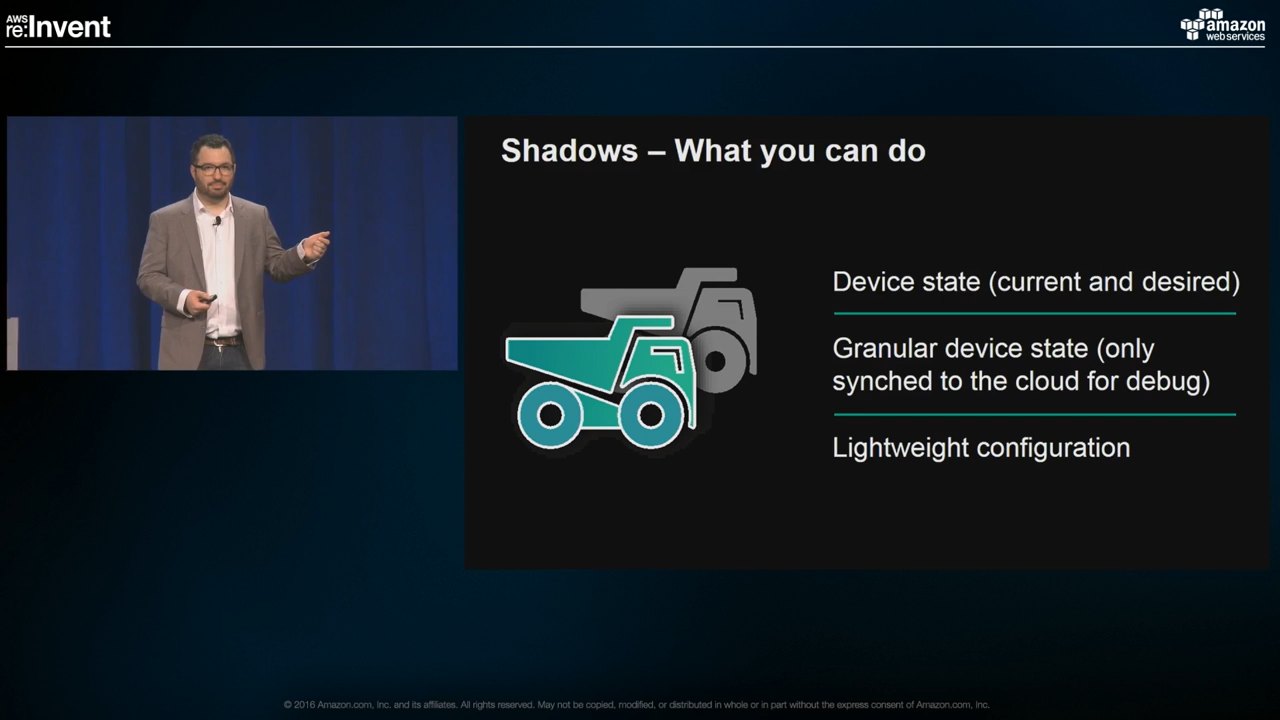 AWS
re:Invent
amazon
web services
Shadows – What you can do
Device state (current and desired)
Granular device state (only
synched to the cloud for debug)
Lightweight configuration
© 2016 Amazon.com, Inc. and its affiliates. All rights reserved. May not be copied, modified, or distributed in whole or in part without the express consent of Amazon.com, Inc.